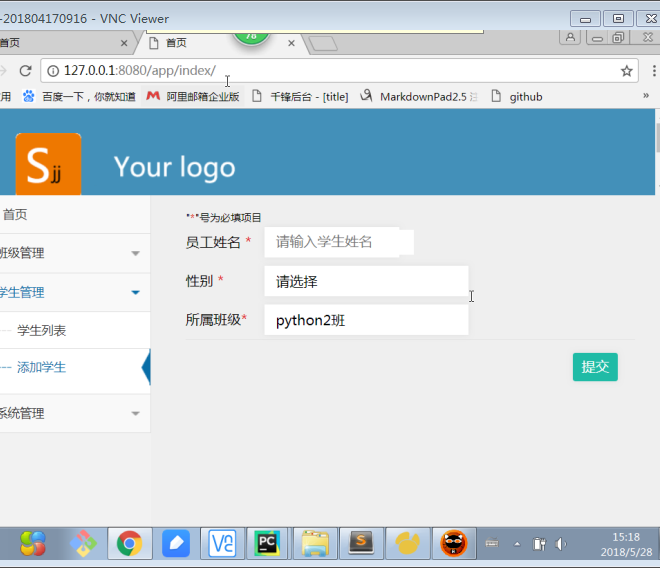 -201804170916 - VNC Viewer
首页
首页
78
127.0.0.1:8080/app/index/
用
百度一下，你就知道
阿里邮箱企业版
千锋后台 - [title]
MarkdownPad2.5 注
github
»
Sjj
Your logo
首页
班级管理
学生管理
学生列表
添加学生
系统管理
"*"号为必填项目
员工姓名 *
请输入学生姓名
性别 *
请选择
所属班级*
python2班
提交
15:18
2018/5/28